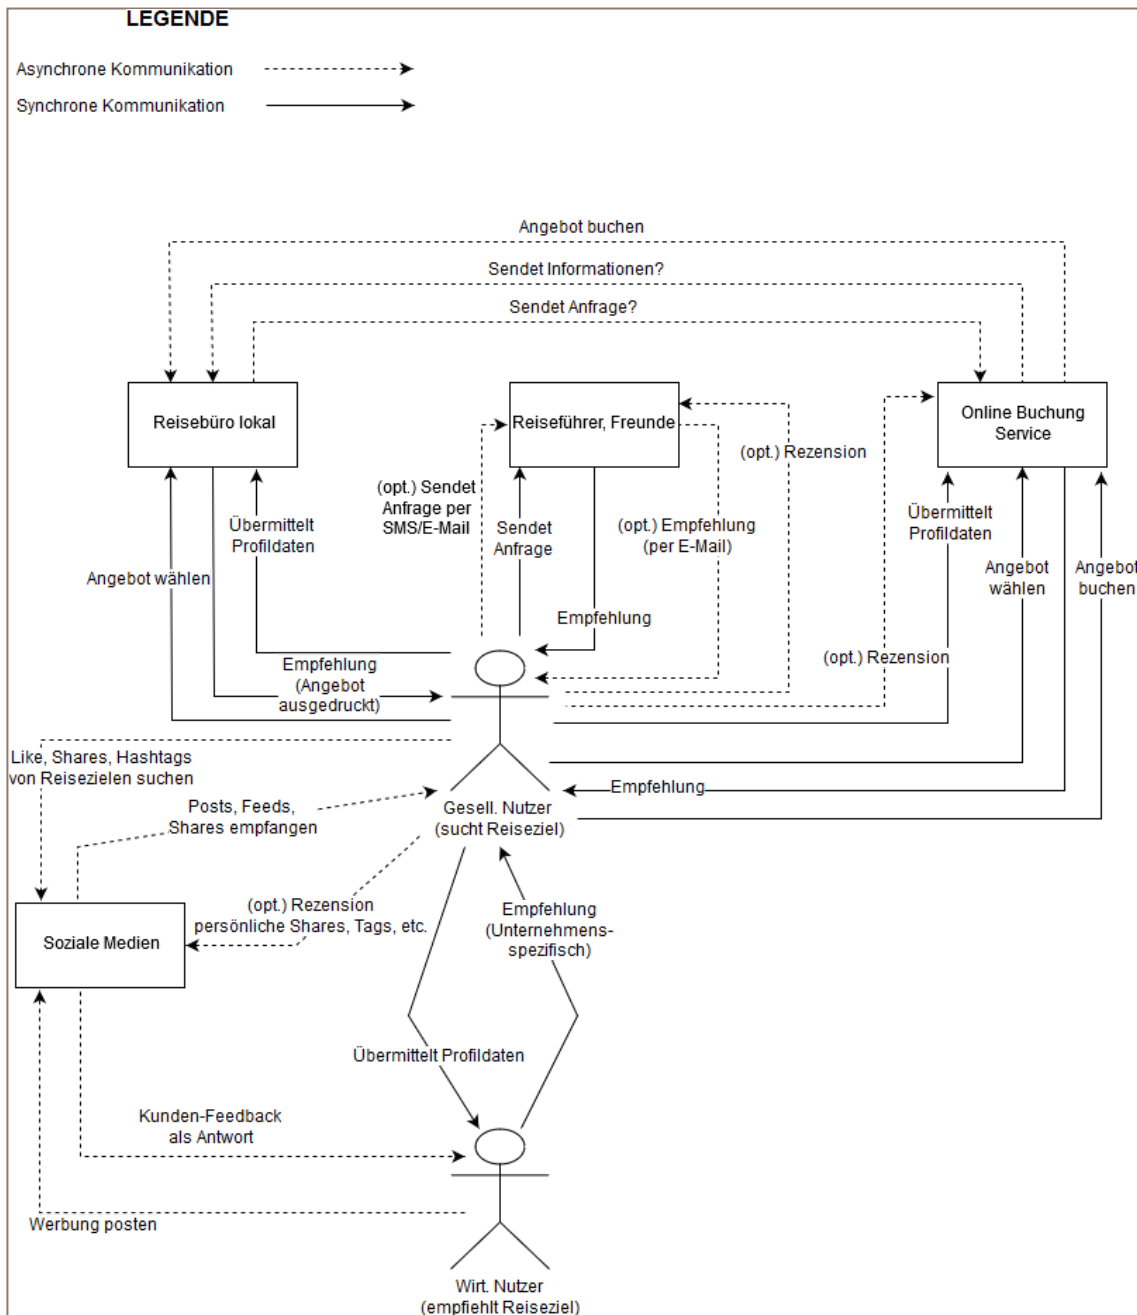 LEGENDE
Asynchrone Kommunikation
Synchrone Kommunikation
Angebot buchen
Sendet Informationen?
Sendet Anfrage?
Reisebüro lokal
Reiseführer, Freunde
Online Buchung
Service
(opt.) Rezension
(opt.) Sendet
Anfrage per
SMS/E-Mail
Übermittelt
Profildaten
Sendet
Anfrage
(opt.) Empfehlung
(per E-Mail)
Übermittelt
Profildaten
Angebot wählen
Angebot
wählen
Angebot
buchen
Empfehlung
Empfehlung
(Angebot
ausgedruckt)
(opt.) Rezension
Like, Shares, Hashtags
von Reisezielen suchen
Posts, Feeds,
Shares empfangen
Empfehlung
Gesell. Nutzer
(sucht Reiseziel)
(opt.) Rezension
persönliche Shares, Tags, etc.
Empfehlung
(Unternehmens-
spezifisch)
Soziale Medien
Übermittelt Profildaten
Kunden-Feedback
als Antwort
Werbung posten
Wirt. Nutzer
(empfiehlt Reiseziel)